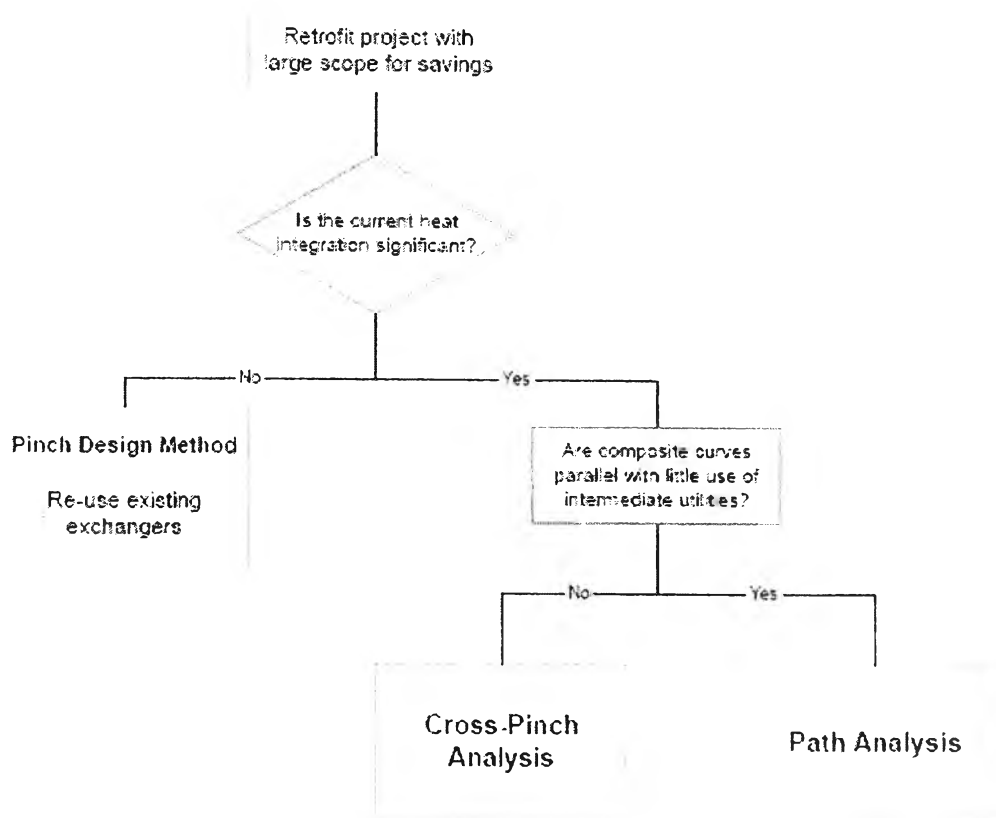 Retrofit project with
large scope for savings
Is the current heat
integration significant?
No
Yes
Pinch Design Method
Re-use existing
exchangers
Are composite curves
parallel with little use of
intermediate utilities?
No
Yes
Cross-Pinch
Analysis
Path Analysis